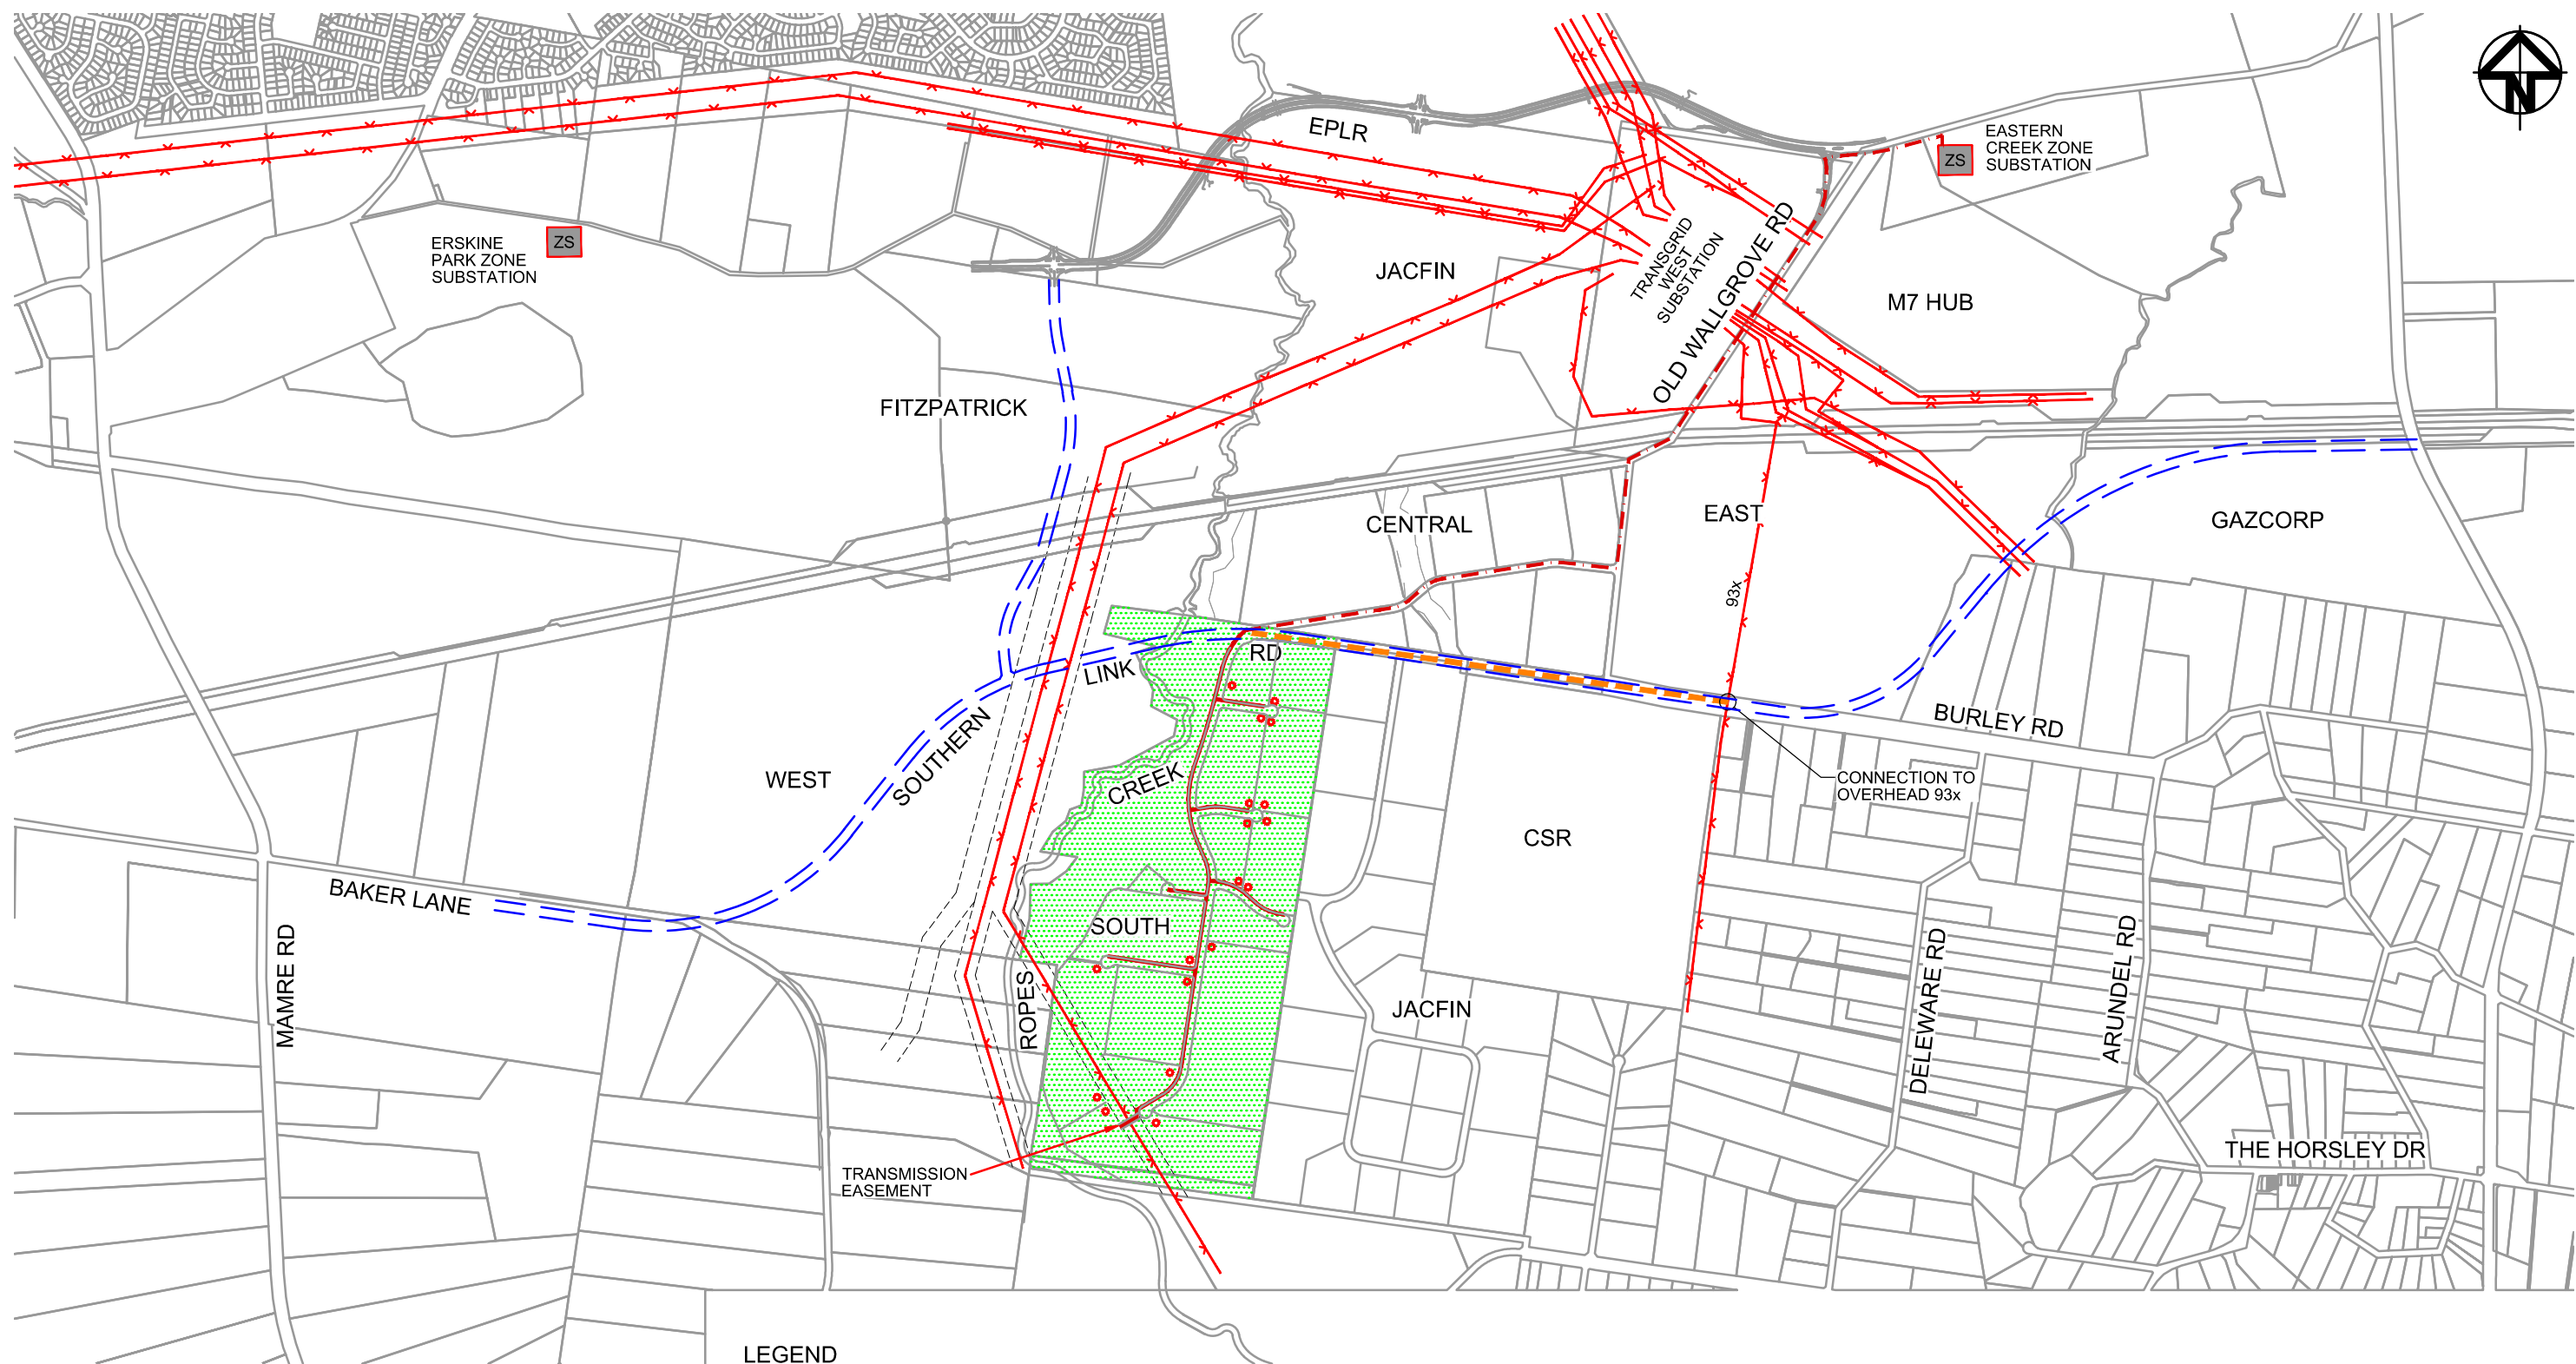 N
EPLR
EASTERN
CREEK ZONE
SUBSTATION
ZS
ERSKINE
PARK ZONE
SUBSTATION
ZS
TRANSGRID
WEST
SUBSTATION
OLD WALLGROVE RD
JACFIN
M7 HUB
FITZPATRICK
CENTRAL
EAST
GAZCORP
93x
SOUTHERN
LINK
RD
BURLEY RD
WEST
CREEK
CONNECTION TO
OVERHEAD 93x
CSR
BAKER LANE
MAMRE RD
SOUTH
ROPES
JACFIN
DELEWARE RD
ARUNDEL RD
THE HORSLEY DR
TRANSMISSION
EASEMENT
LEGEND